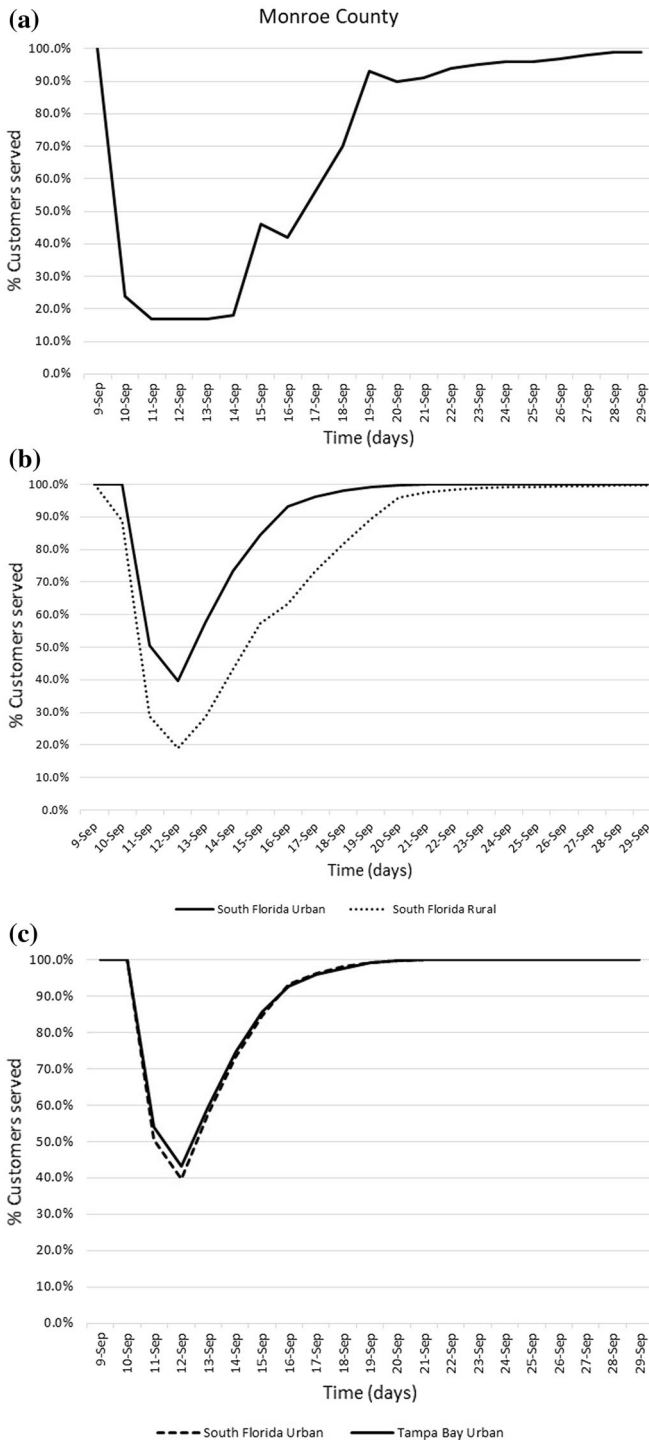 (a)
Monroe County
% Customers served
100.0%
90.0%
80.0%
70.0%
60.0%
50.0%
40.0%
30.0%
20.0%
10.0%
0.0%
9-Sep 10-Sep 11-Sep 12-Sep 13-Sep 14-Sep 15-Sep 16-Sep 17-Sep 18-Sep 19-Sep 20-Sep 21-Sep 22-Sep 23-Sep 24-Sep 25-Sep 26-Sep 27-Sep 28-Sep 29-Sep
Time (days)
(b)
% Customers served
100.0%
90.0%
80.0%
70.0%
60.0%
50.0%
40.0%
30.0%
20.0%
10.0%
0.0%
9-Sep 10-Sep 11-Sep 12-Sep 13-Sep 14-Sep 15-Sep 16-Sep 17-Sep 18-Sep 19-Sep 20-Sep 21-Sep 22-Sep 23-Sep 24-Sep 25-Sep 26-Sep 27-Sep 28-Sep 29-Sep
Time (days)
South Florida Urban South Florida Rural
(c)
% Customers served
100.0%
90.0%
80.0%
70.0%
60.0%
50.0%
40.0%
30.0%
20.0%
10.0%
0.0%
9-Sep 10-Sep 11-Sep 12-Sep 13-Sep 14-Sep 15-Sep 16-Sep 17-Sep 18-Sep 19-Sep 20-Sep 21-Sep 22-Sep 23-Sep 24-Sep 25-Sep 26-Sep 27-Sep 28-Sep 29-Sep
Time (days)
South Florida Urban Tampa Bay Urban